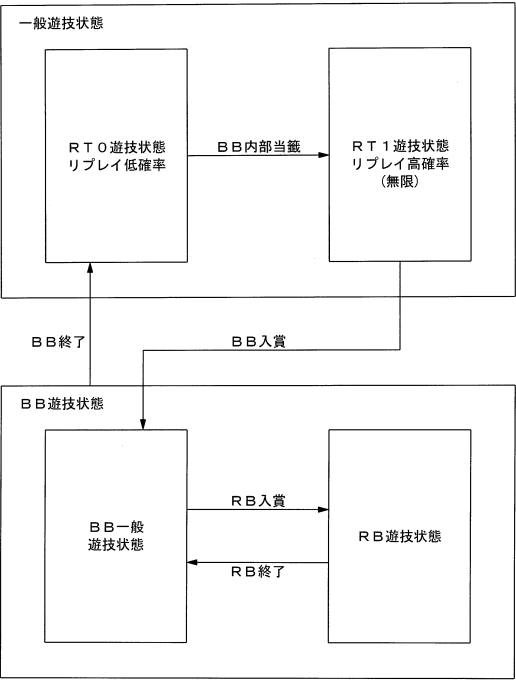 一般遊技状態
ＲＴ０遊技状態
リプレイ低確率
ＢＢ内部当籤
ＲＴ１遊技状態
リプレイ高確率
(無限)
ＢＢ終了
ＢＢ入賞
ＢＢ遊技状態
ＢＢ一般
遊技状態
ＲＢ入賞
ＲＢ終了
ＲＢ遊技状態